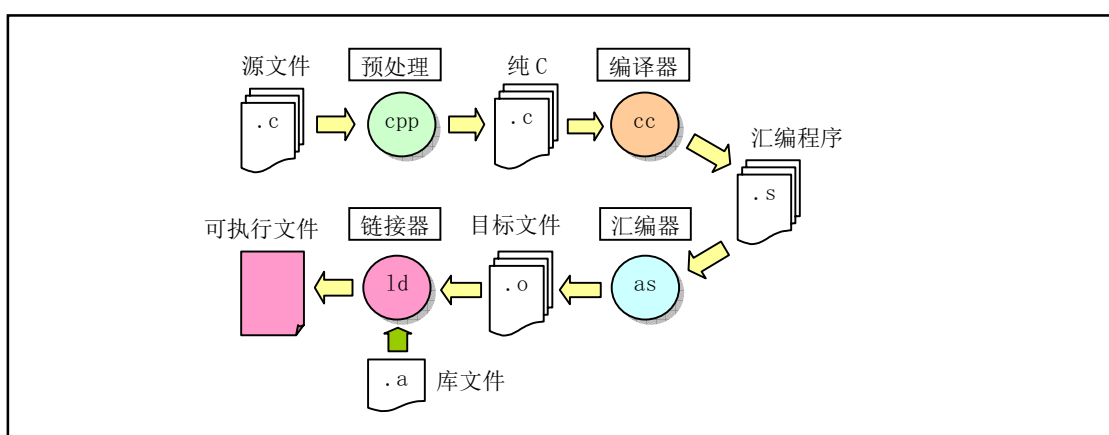 源文件 预处理 纯C 编译器
.c cpp .c cc
汇编程序
.s
可执行文件 链接器 目标文件 汇编器
ld .o as
.a 库文件